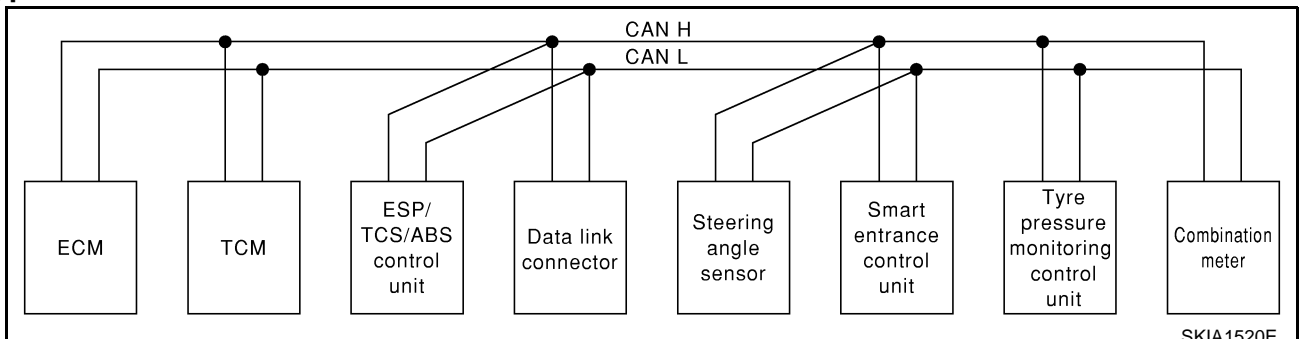 CAN H
CAN L
ECM
TCM
ESP/
TCS/ABS
control
unit
Data link
connector
Steering
angle
sensor
Smart
entrance
control
unit
Tyre
pressure
monitoring
control
unit
Combination
meter
SKIA1520E